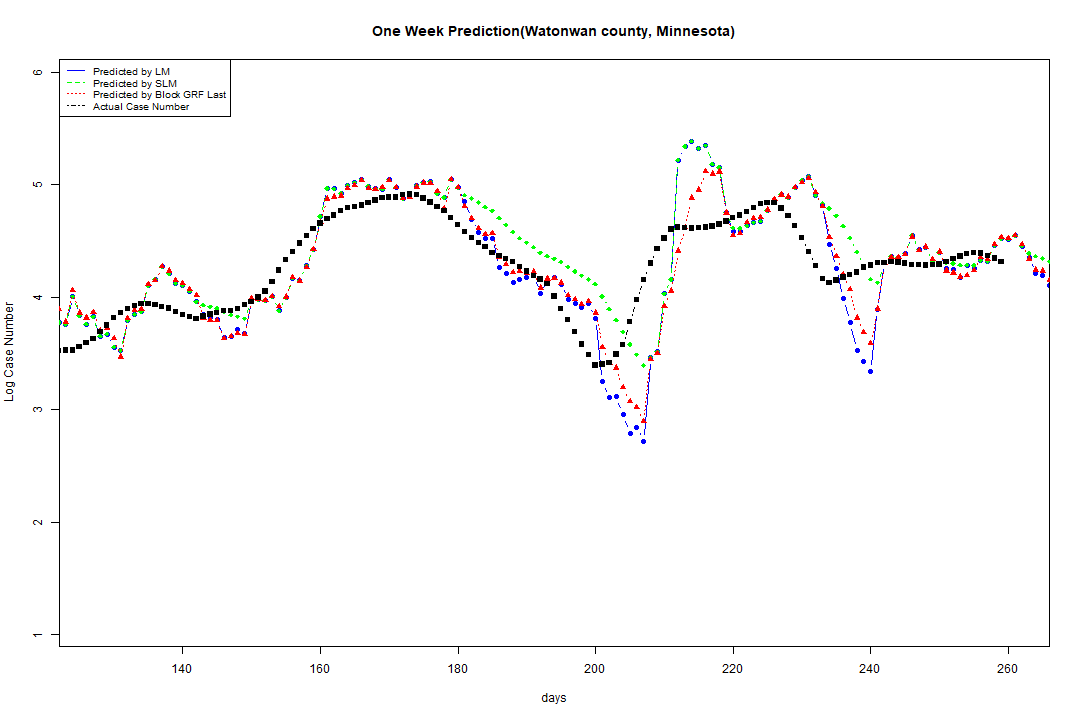 One Week Prediction(Watonwan county, Minnesota)
Predicted by LM
Predicted by SLM
Predicted by Block GRF Last
Actual Case Number
6
5
4
3
2
1
Log Case Number
140 160 180 200 220 240 260
days